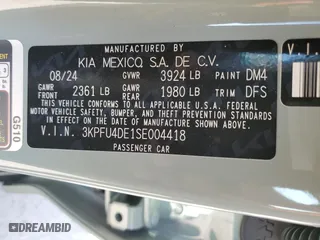 MANUFACTURED BY
KIA MEXICO, S.A. DE C.V.
08/24 GVWR 3924 LB PAINT DM4
GAWR FRONT 2361 LB GAWR REAR 1980 LB TRIM DFS
THIS VEHICLE CONFORMS TO ALL APPLICABLE U.S. FEDERAL
MOTOR VEHICLE SAFETY, BUMPER, AND THEFT PREVENTION
STANDARDS IN EFFECT ON THE DATE OF MANUFACTURE
SHOWN ABOVE.
V.I.N. 3KPFU4DE1SE004418
PASSENGER CAR
G510
V.I.N
DREAMBID